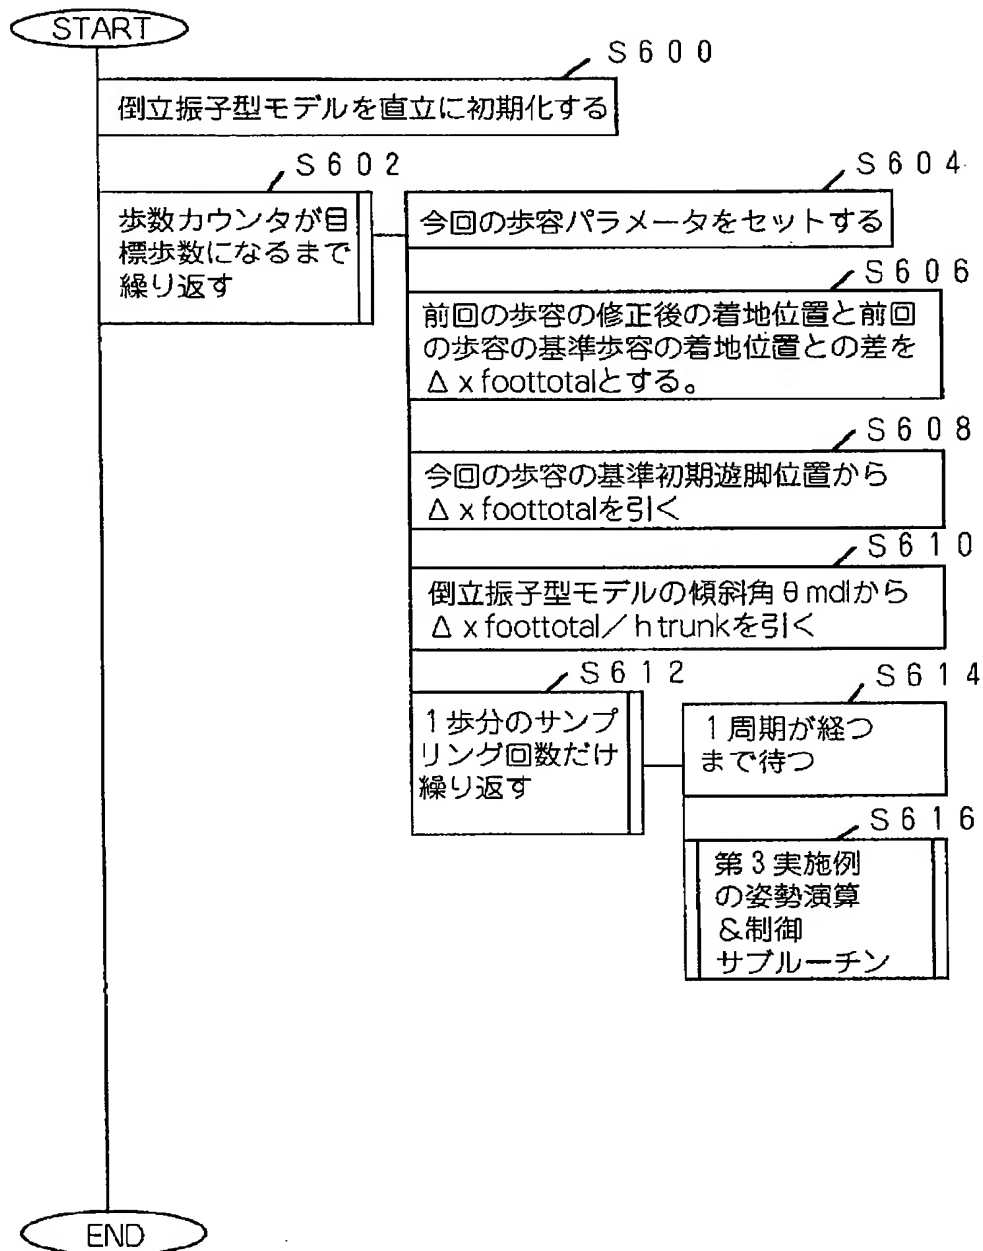 START
S600
倒立振子型モデルを直立に初期化する
S602
歩数カウンタが目
標歩数になるまで
繰り返す
S604
今回の歩容パラメータをセットする
S606
前回の歩容の修正後の着地位置と前回
の歩容の基準歩容の着地位置との差を
Δxfoottotalとする。
S608
今回の歩容の基準初期遊脚位置から
Δxfoottotalを引く
S610
倒立振子型モデルの傾斜角θmdlから
Δxfoottotal/htrunkを引く
S612
1歩分のサンプ
リング回数だけ
繰り返す
S614
1周期が経つ
まで待つ
S616
第3実施例
の姿勢演算
&制御
サブルーチン
END